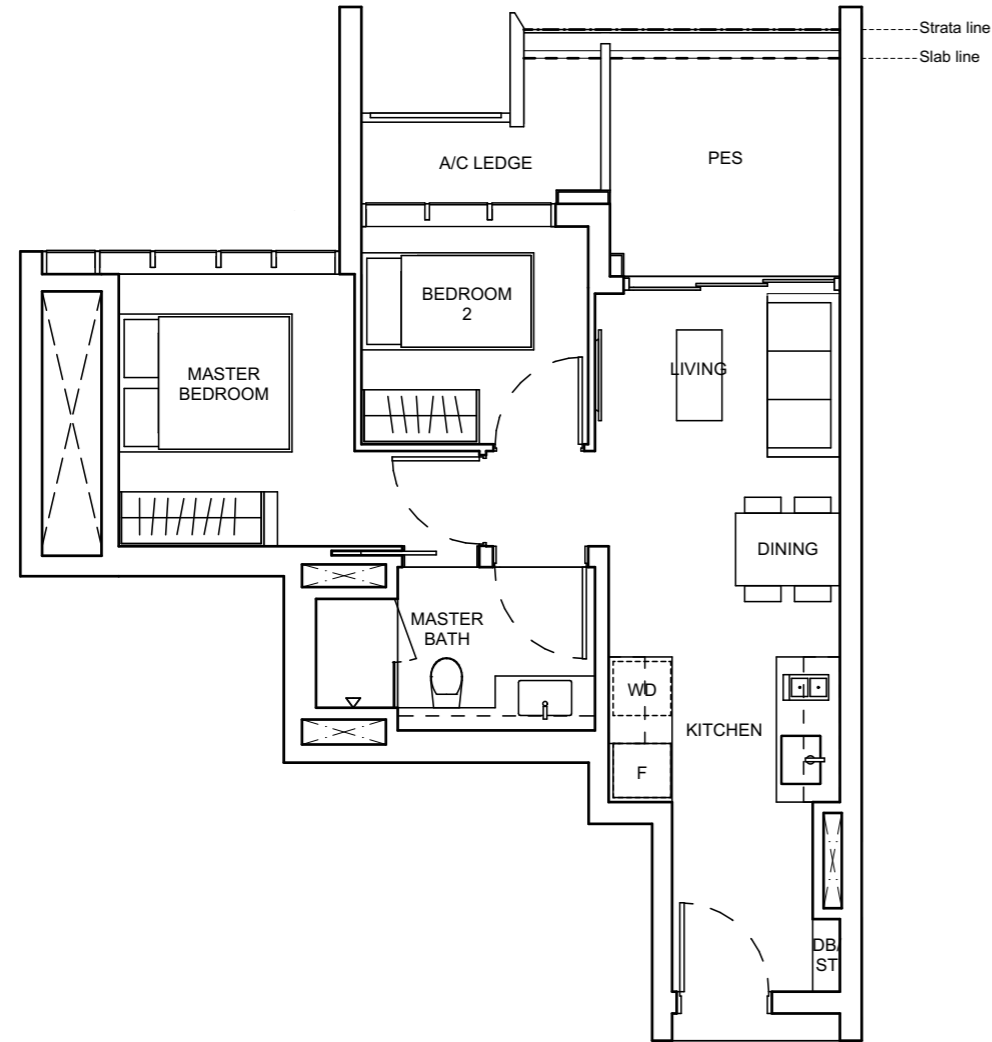 Strata line
Slab line
A/C LEDGE
PES
BEDROOM
2
MASTER
BEDROOM
LIVING
DINING
MASTER
BATH
WD
KITCHEN
F
DB/
ST